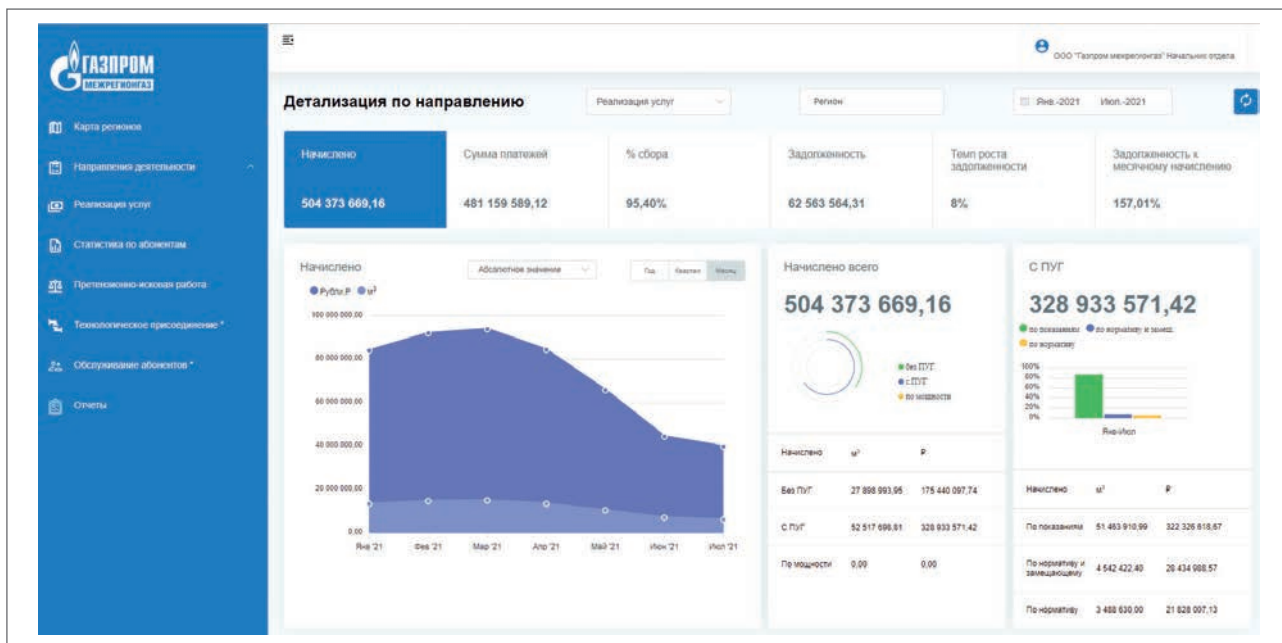 ГАЗПРОМ
МЕЖРЕГИОНГАЗ
Карта регионов
Направления деятельности
Реализация услуг
Статистика по абонентам
Претензионно-исковая работа
Технологическое присоединение *
Обслуживание абонентов *
Отчеты
ООО "Газпром межрегионгаз" Начальник отдела
Детализация по направлению
Реализация услуг
Регион
Янв.-2021 Июл.-2021
Начислено
504 373 669,16
Сумма платежей
481 159 589,12
% сбора
95,40%
Задолженность
62 563 564,31
Темп роста
задолженности
8%
Задолженность к
месячному начислению
157,01%
Начислено
Абсолютное значение
Год Квартал Месяц
Рубли,₽ м³
100 000 000,00
80 000 000,00
60 000 000,00
40 000 000,00
20 000 000,00
0,00
Янв '21 Фев '21 Мар '21 Апр '21 Май '21 Июн '21 Июл '21
Начислено всего
504 373 669,16
без ПУГ
с ПУГ
по мощности
Начислено м³ ₽
Без ПУГ 27 898 993,95 175 440 097,74
С ПУГ 52 517 698,81 328 933 571,42
По мощности 0,00 0,00
С ПУГ
328 933 571,42
по показаниям по нормативу и замещ.
по нормативу
100%
80%
60%
40%
20%
0%
Янв-Июл
Начислено м³ ₽
По показаниям 51 463 910,99 322 326 818,67
По нормативу и
замещающему 4 542 422,40 28 434 988,57
По нормативу 3 488 630,00 21 828 007,13